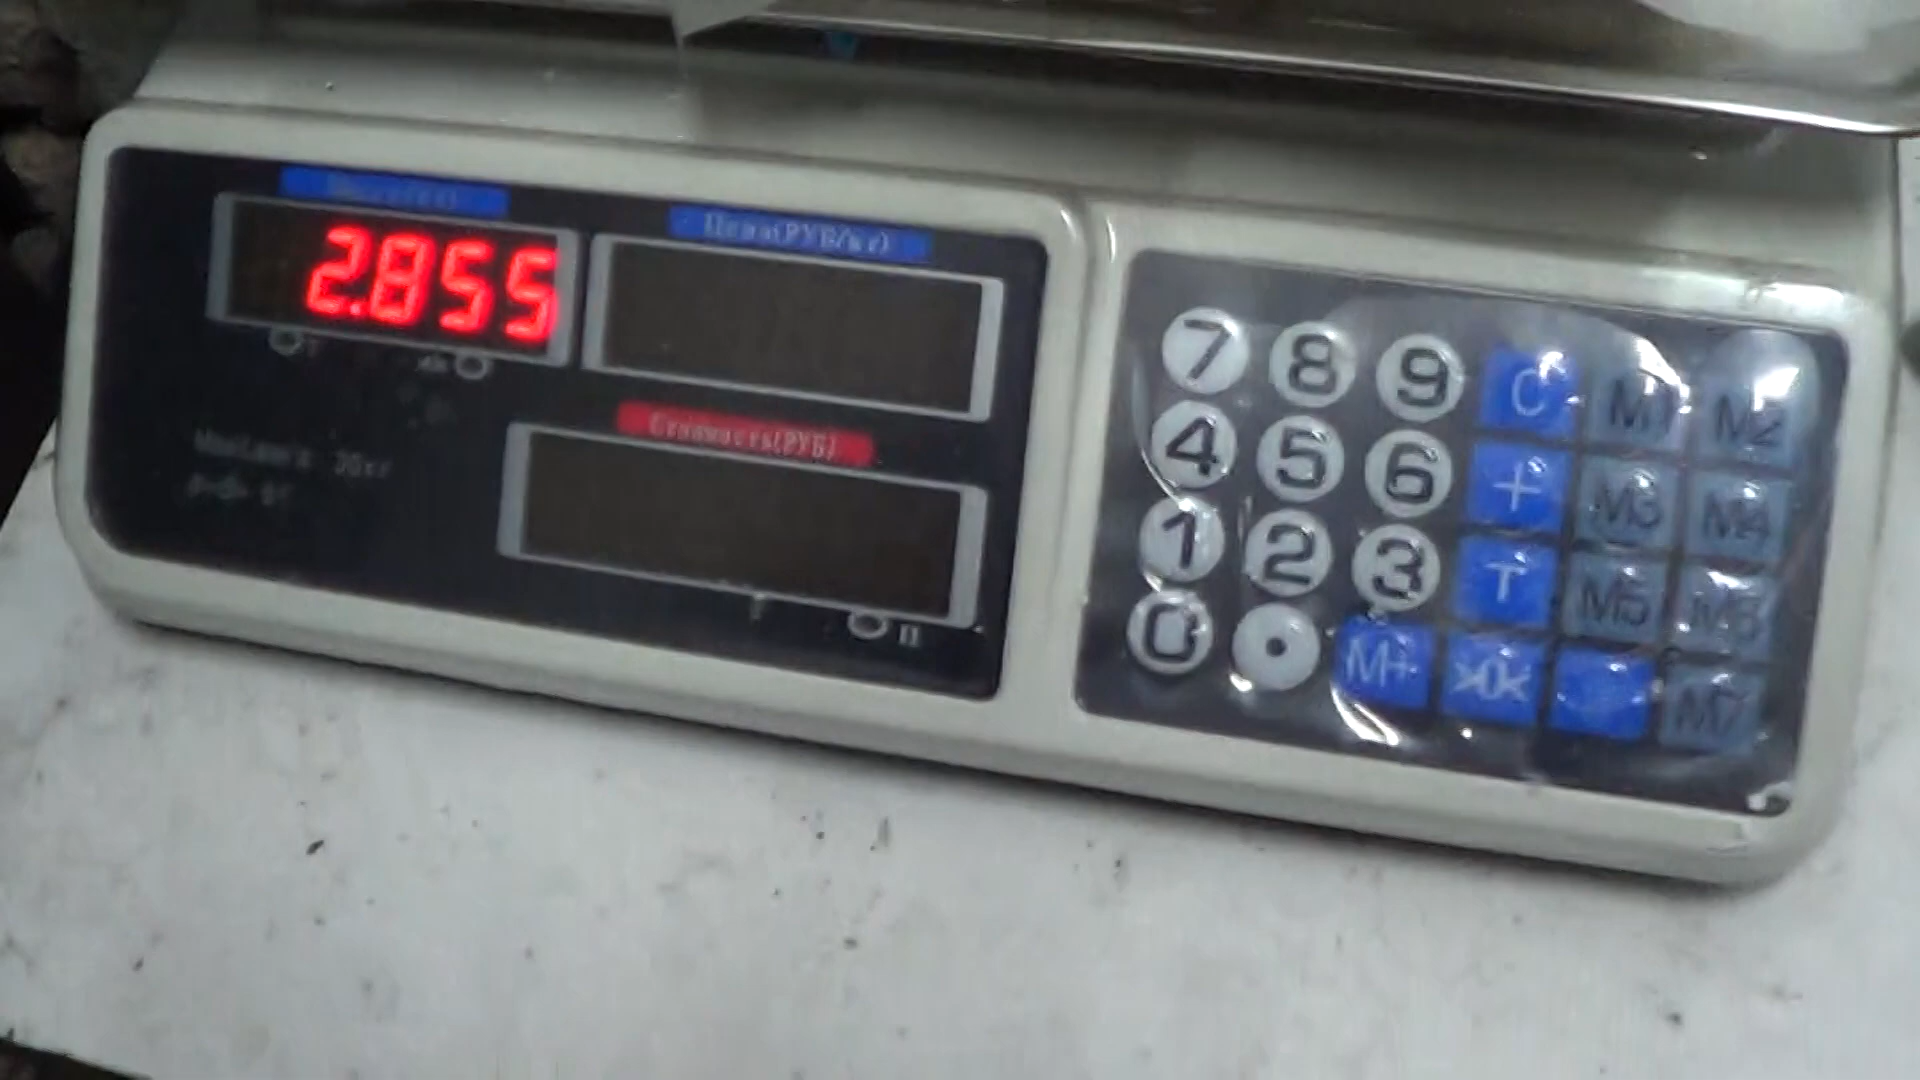 2.855
Цена(РУБ/кг)
Стоимость(РУБ)
7 8 9 C M1 M2
4 5 6 + M3 M4
1 2 3 T M5 M6
0 • M+ >0< M7